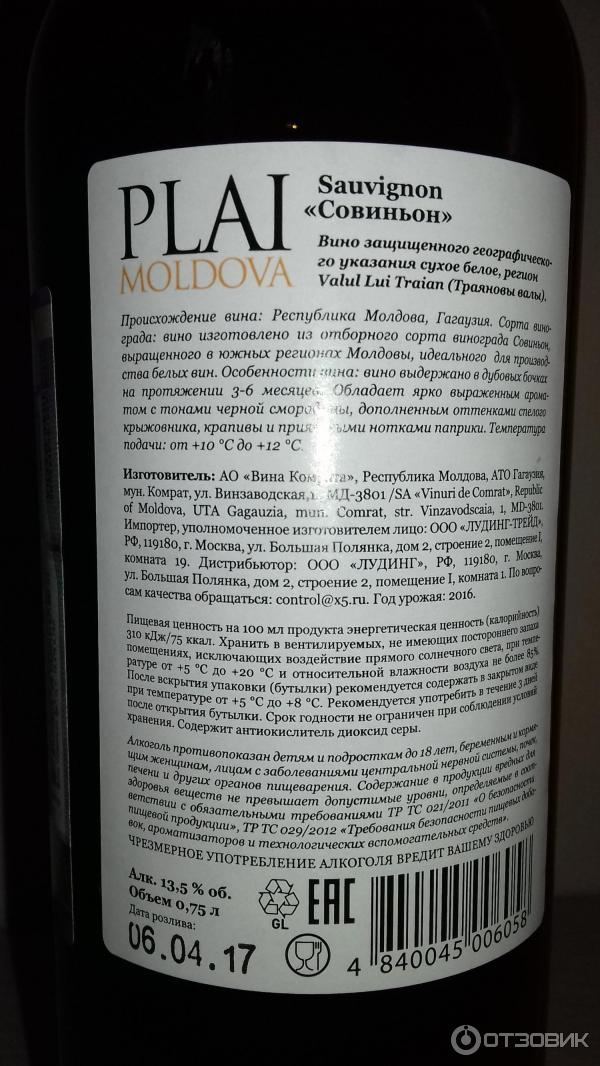 PLAI
MOLDOVA
Sauvignon
«Совиньон»
Вино защищенного географическо-
го указания сухое белое, регион
Valul Lui Traian (Траяновы валы).
Происхождение вина: Республика Молдова, Гагаузия. Сорта вино-
града: вино изготовлено из отборного сорта винограда Совиньон,
выращенного в южных регионах Молдовы, идеального для производ-
ства белых вин. Особенности вина: вино выдержано в дубовых бочках
на протяжении 3-6 месяцев. Обладает ярко выраженным арома-
том с тонами черной смородины, дополненным оттенками спелого
крыжовника, крапивы и приятными нотками паприки. Температура
подачи: от +10 °C до +12 °C.
Изготовитель: АО «Вина Комрата», Республика Молдова, АТО Гагаузия,
мун. Комрат, ул. Винзаводская,1, МД-3801 /SA «Vinuri de Comrat», Republic
of Moldova, UTA Gagauzia, mun. Comrat, str. Vinzavodscaia, 1, MD-3801.
Импортер, уполномоченное изготовителем лицо: ООО «ЛУДИНГ-ТРЕЙД»,
РФ, 119180, г. Москва, ул. Большая Полянка, дом 2, строение 2, помещение I,
комната 19. Дистрибьютор: ООО «ЛУДИНГ», РФ, 119180, г. Москва,
ул. Большая Полянка, дом 2, строение 2, помещение I, комната 1. По вопро-
сам качества обращаться: control@x5.ru. Год урожая: 2016.
Пищевая ценность на 100 мл продукта энергетическая ценность (калорийность)
310 кДж/75 ккал. Хранить в вентилируемых, не имеющих постороннего запаха
помещениях, исключающих воздействие прямого солнечного света, при темпе-
ратуре от +5 °C до +20 °C и относительной влажности воздуха не более 85%.
После вскрытия упаковки (бутылки) рекомендуется содержать в закрытом виде
при температуре от +5 °C до +8 °C. Рекомендуется употребить в течение 3 дней
после открытия бутылки. Срок годности не ограничен при соблюдении условий
хранения. Содержит антиокислитель диоксид серы.
Алкоголь противопоказан детям и подросткам до 18 лет, беременным и кормя-
щим женщинам, лицам с заболеваниями центральной нервной системы, почек,
печени и других органов пищеварения. Содержание в продукции вредных для
здоровья веществ не превышает допустимые уровни, определяемые в соот-
ветствии с обязательными требованиями ТР ТС 021/2011 «О безопасности
пищевой продукции», ТР ТС 029/2012 «Требования безопасности пищевых доба-
вок, ароматизаторов и технологических вспомогательных средств».
ЧРЕЗМЕРНОЕ УПОТРЕБЛЕНИЕ АЛКОГОЛЯ ВРЕДИТ ВАШЕМУ ЗДОРОВЬЮ
Алк. 13,5 % об.
Объем 0,75 л
Дата розлива:
06.04.17
GL
EAC
4 840045 006058
ОТЗОВИК